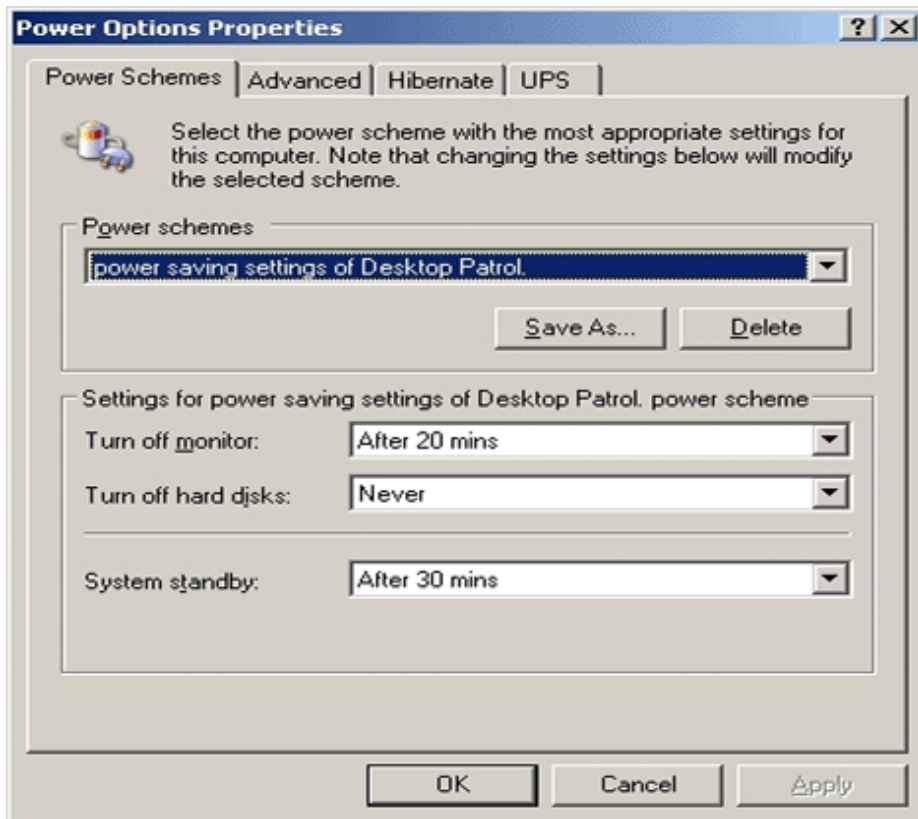 Power Options Properties
Power Schemes Advanced Hibernate UPS
Select the power scheme with the most appropriate settings for
this computer. Note that changing the settings below will modify
the selected scheme.
Power schemes
power saving settings of Desktop Patrol.
Save As... Delete
Settings for power saving settings of Desktop Patrol. power scheme
Turn off monitor: After 20 mins
Turn off hard disks: Never
System standby: After 30 mins
OK Cancel Apply